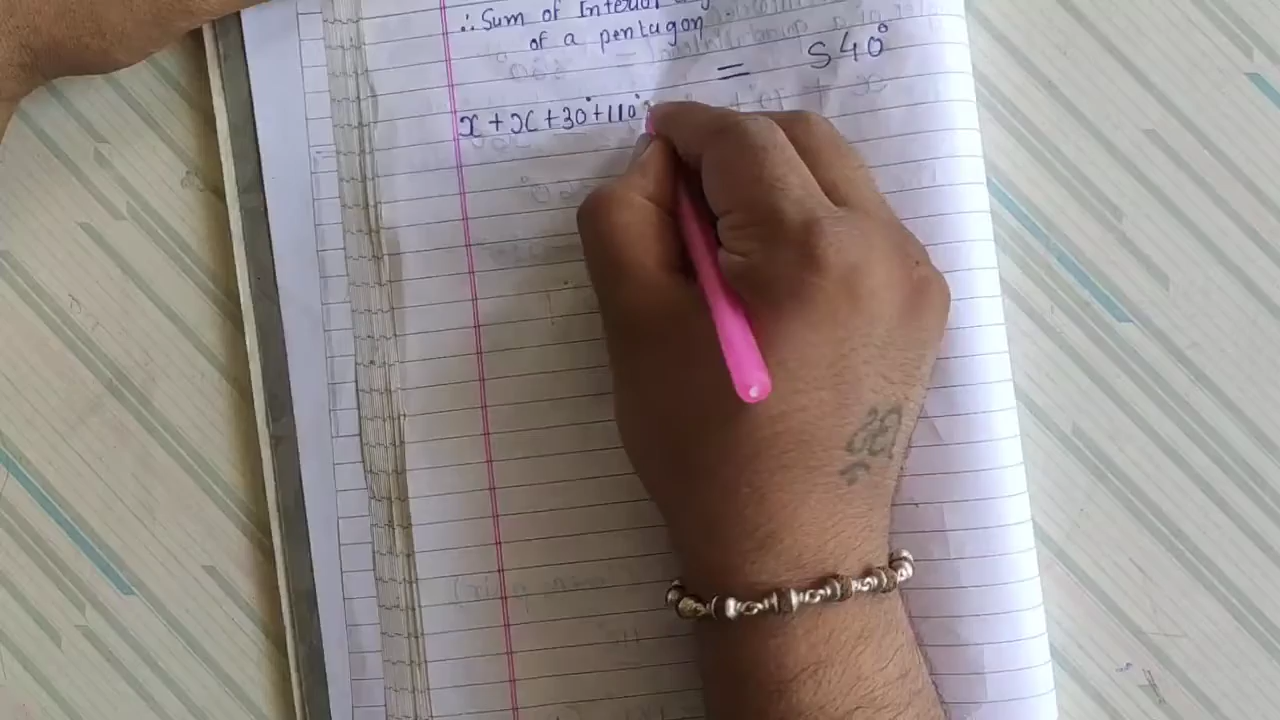 ∴ Sum of Interior
of a pentagon
= 540°
x + x + 30° + 110°